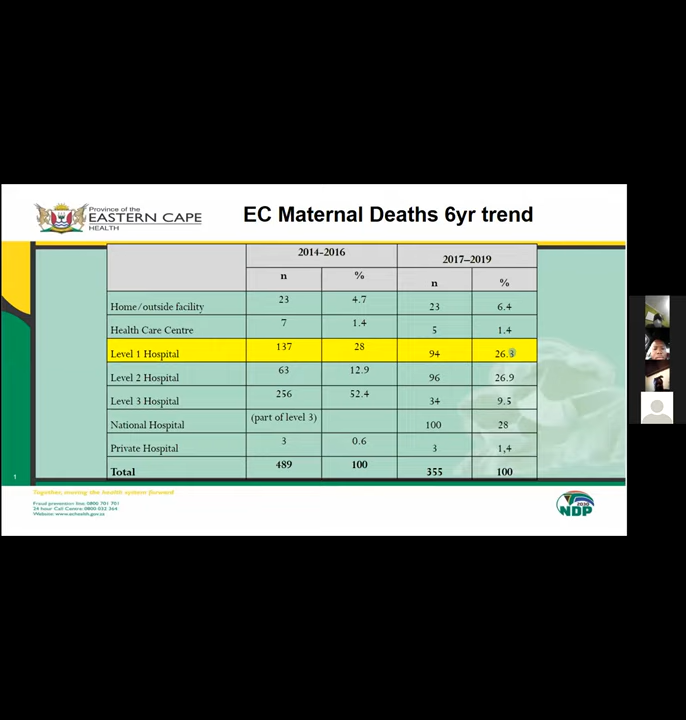 Province of the
EASTERN CAPE
HEALTH
EC Maternal Deaths 6yr trend
2014-2016 2017–2019
n % n %
Home/outside facility 23 4.7 23 6.4
Health Care Centre 7 1.4 5 1.4
Level 1 Hospital 137 28 94 26.3
Level 2 Hospital 63 12.9 96 26.9
Level 3 Hospital 256 52.4 34 9.5
National Hospital (part of level 3) 100 28
Private Hospital 3 0.6 3 1,4
Total 489 100 355 100
1
Together, moving the health system forward
Fraud prevention line: 0800 701 701
24 hour Call Centre: 0800 032 364
Website: www.echealth.gov.za
2030
NDP